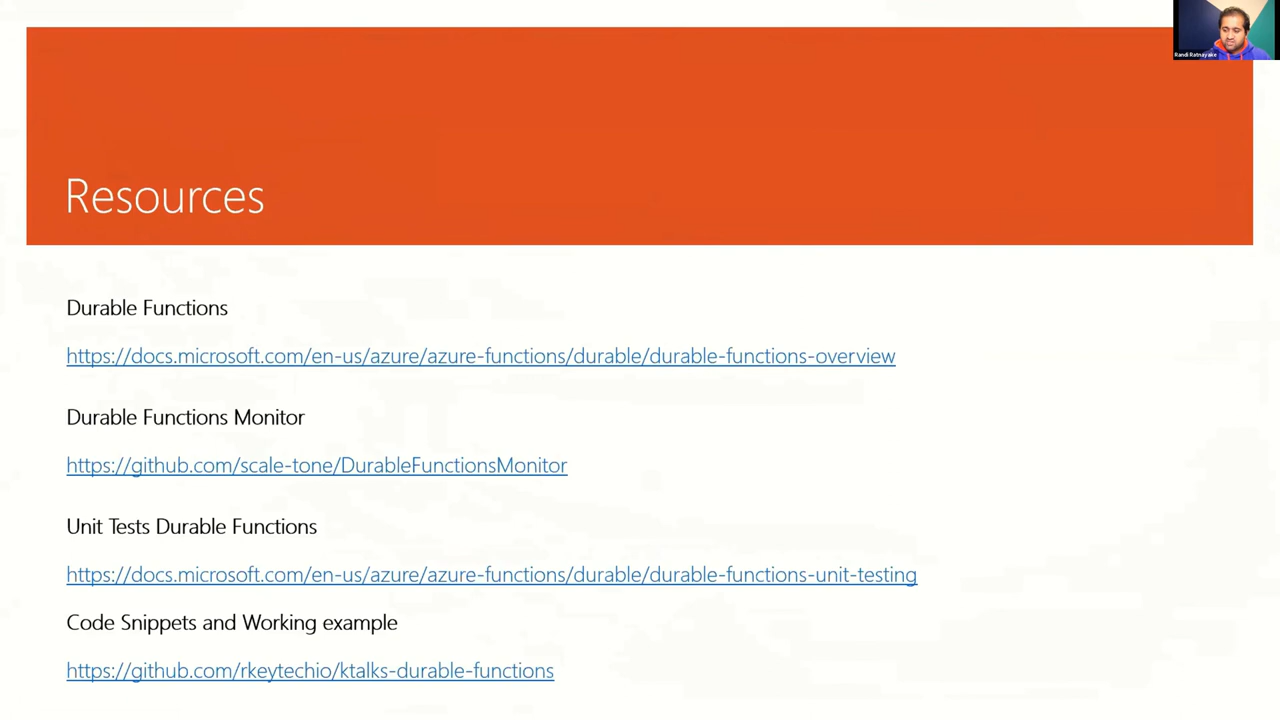 Randi Ratnayake
Resources
Durable Functions
https://docs.microsoft.com/en-us/azure/azure-functions/durable/durable-functions-overview
Durable Functions Monitor
https://github.com/scale-tone/DurableFunctionsMonitor
Unit Tests Durable Functions
https://docs.microsoft.com/en-us/azure/azure-functions/durable/durable-functions-unit-testing
Code Snippets and Working example
https://github.com/rkeytechio/ktalks-durable-functions